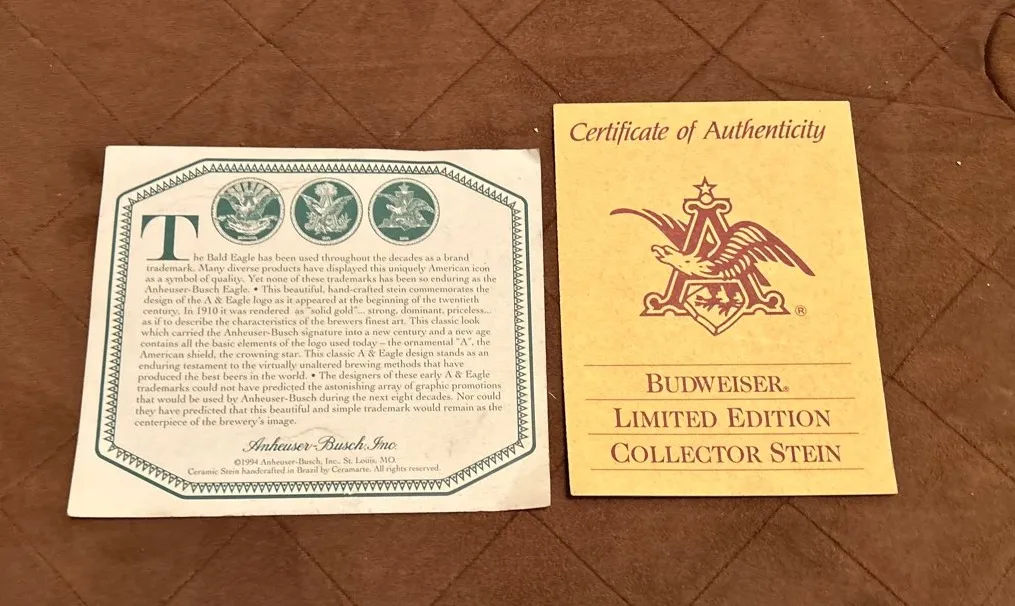 The Bald Eagle has been used throughout the decades as a brand
trademark. Many diverse products have displayed this uniquely American icon
as a symbol of quality. Yet none of these trademarks has been so enduring as the
Anheuser-Busch Eagle. • This beautiful, hand-crafted stein commemorates the
design of the A & Eagle logo as it appeared at the beginning of the twentieth
century. In 1910 it was rendered as "solid gold"... strong, dominant, priceless...
as if to describe the characteristics of the brewers finest art. This classic look
which carried the Anheuser-Busch signature into a new century and a new age
contains all the basic elements of the logo used today – the ornamental "A", the
American shield, the crowning star. This classic A & Eagle design stands as an
enduring testament to the virtually unaltered brewing methods that have
produced the best beers in the world. • The designers of these early A & Eagle
trademarks could not have predicted the astonishing array of graphic promotions
that would be used by Anheuser-Busch during the next eight decades. Nor could
they have predicted that this beautiful and simple trademark would remain as the
centerpiece of the brewery's image.
Anheuser-Busch, Inc.
©1994 Anheuser-Busch, Inc., St. Louis, MO.
Ceramic Stein handcrafted in Brazil by Ceramarte. All rights reserved.
Certificate of Authenticity
A
®
BUDWEISER®
LIMITED EDITION
COLLECTOR STEIN